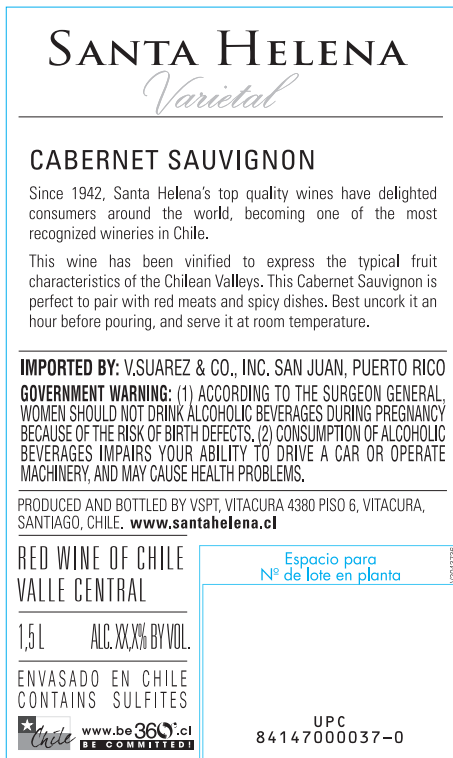 SANTA HELENA
Varietal
CABERNET SAUVIGNON
Since 1942, Santa Helena's top quality wines have delighted
consumers around the world, becoming one of the most
recognized wineries in Chile.
This wine has been vinified to express the typical fruit
characteristics of the Chilean Valleys. This Cabernet Sauvignon is
perfect to pair with red meats and spicy dishes. Best uncork it an
hour before pouring, and serve it at room temperature.
IMPORTED BY: V.SUAREZ & CO., INC. SAN JUAN, PUERTO RICO
GOVERNMENT WARNING: (1) ACCORDING TO THE SURGEON GENERAL,
WOMEN SHOULD NOT DRINK ALCOHOLIC BEVERAGES DURING PREGNANCY
BECAUSE OF THE RISK OF BIRTH DEFECTS. (2) CONSUMPTION OF ALCOHOLIC
BEVERAGES IMPAIRS YOUR ABILITY TO DRIVE A CAR OR OPERATE
MACHINERY, AND MAY CAUSE HEALTH PROBLEMS.
PRODUCED AND BOTTLED BY VSPT, VITACURA 4380 PISO 6, VITACURA,
SANTIAGO, CHILE. www.santahelena.cl
RED WINE OF CHILE
VALLE CENTRAL
1,5 L ALC. XX,X% BY VOL.
ENVASADO EN CHILE
CONTAINS SULFITES
Chile
www.be360°.cl
BE COMMITTED!
Espacio para
Nº de lote en planta
UPC
84147000037-0